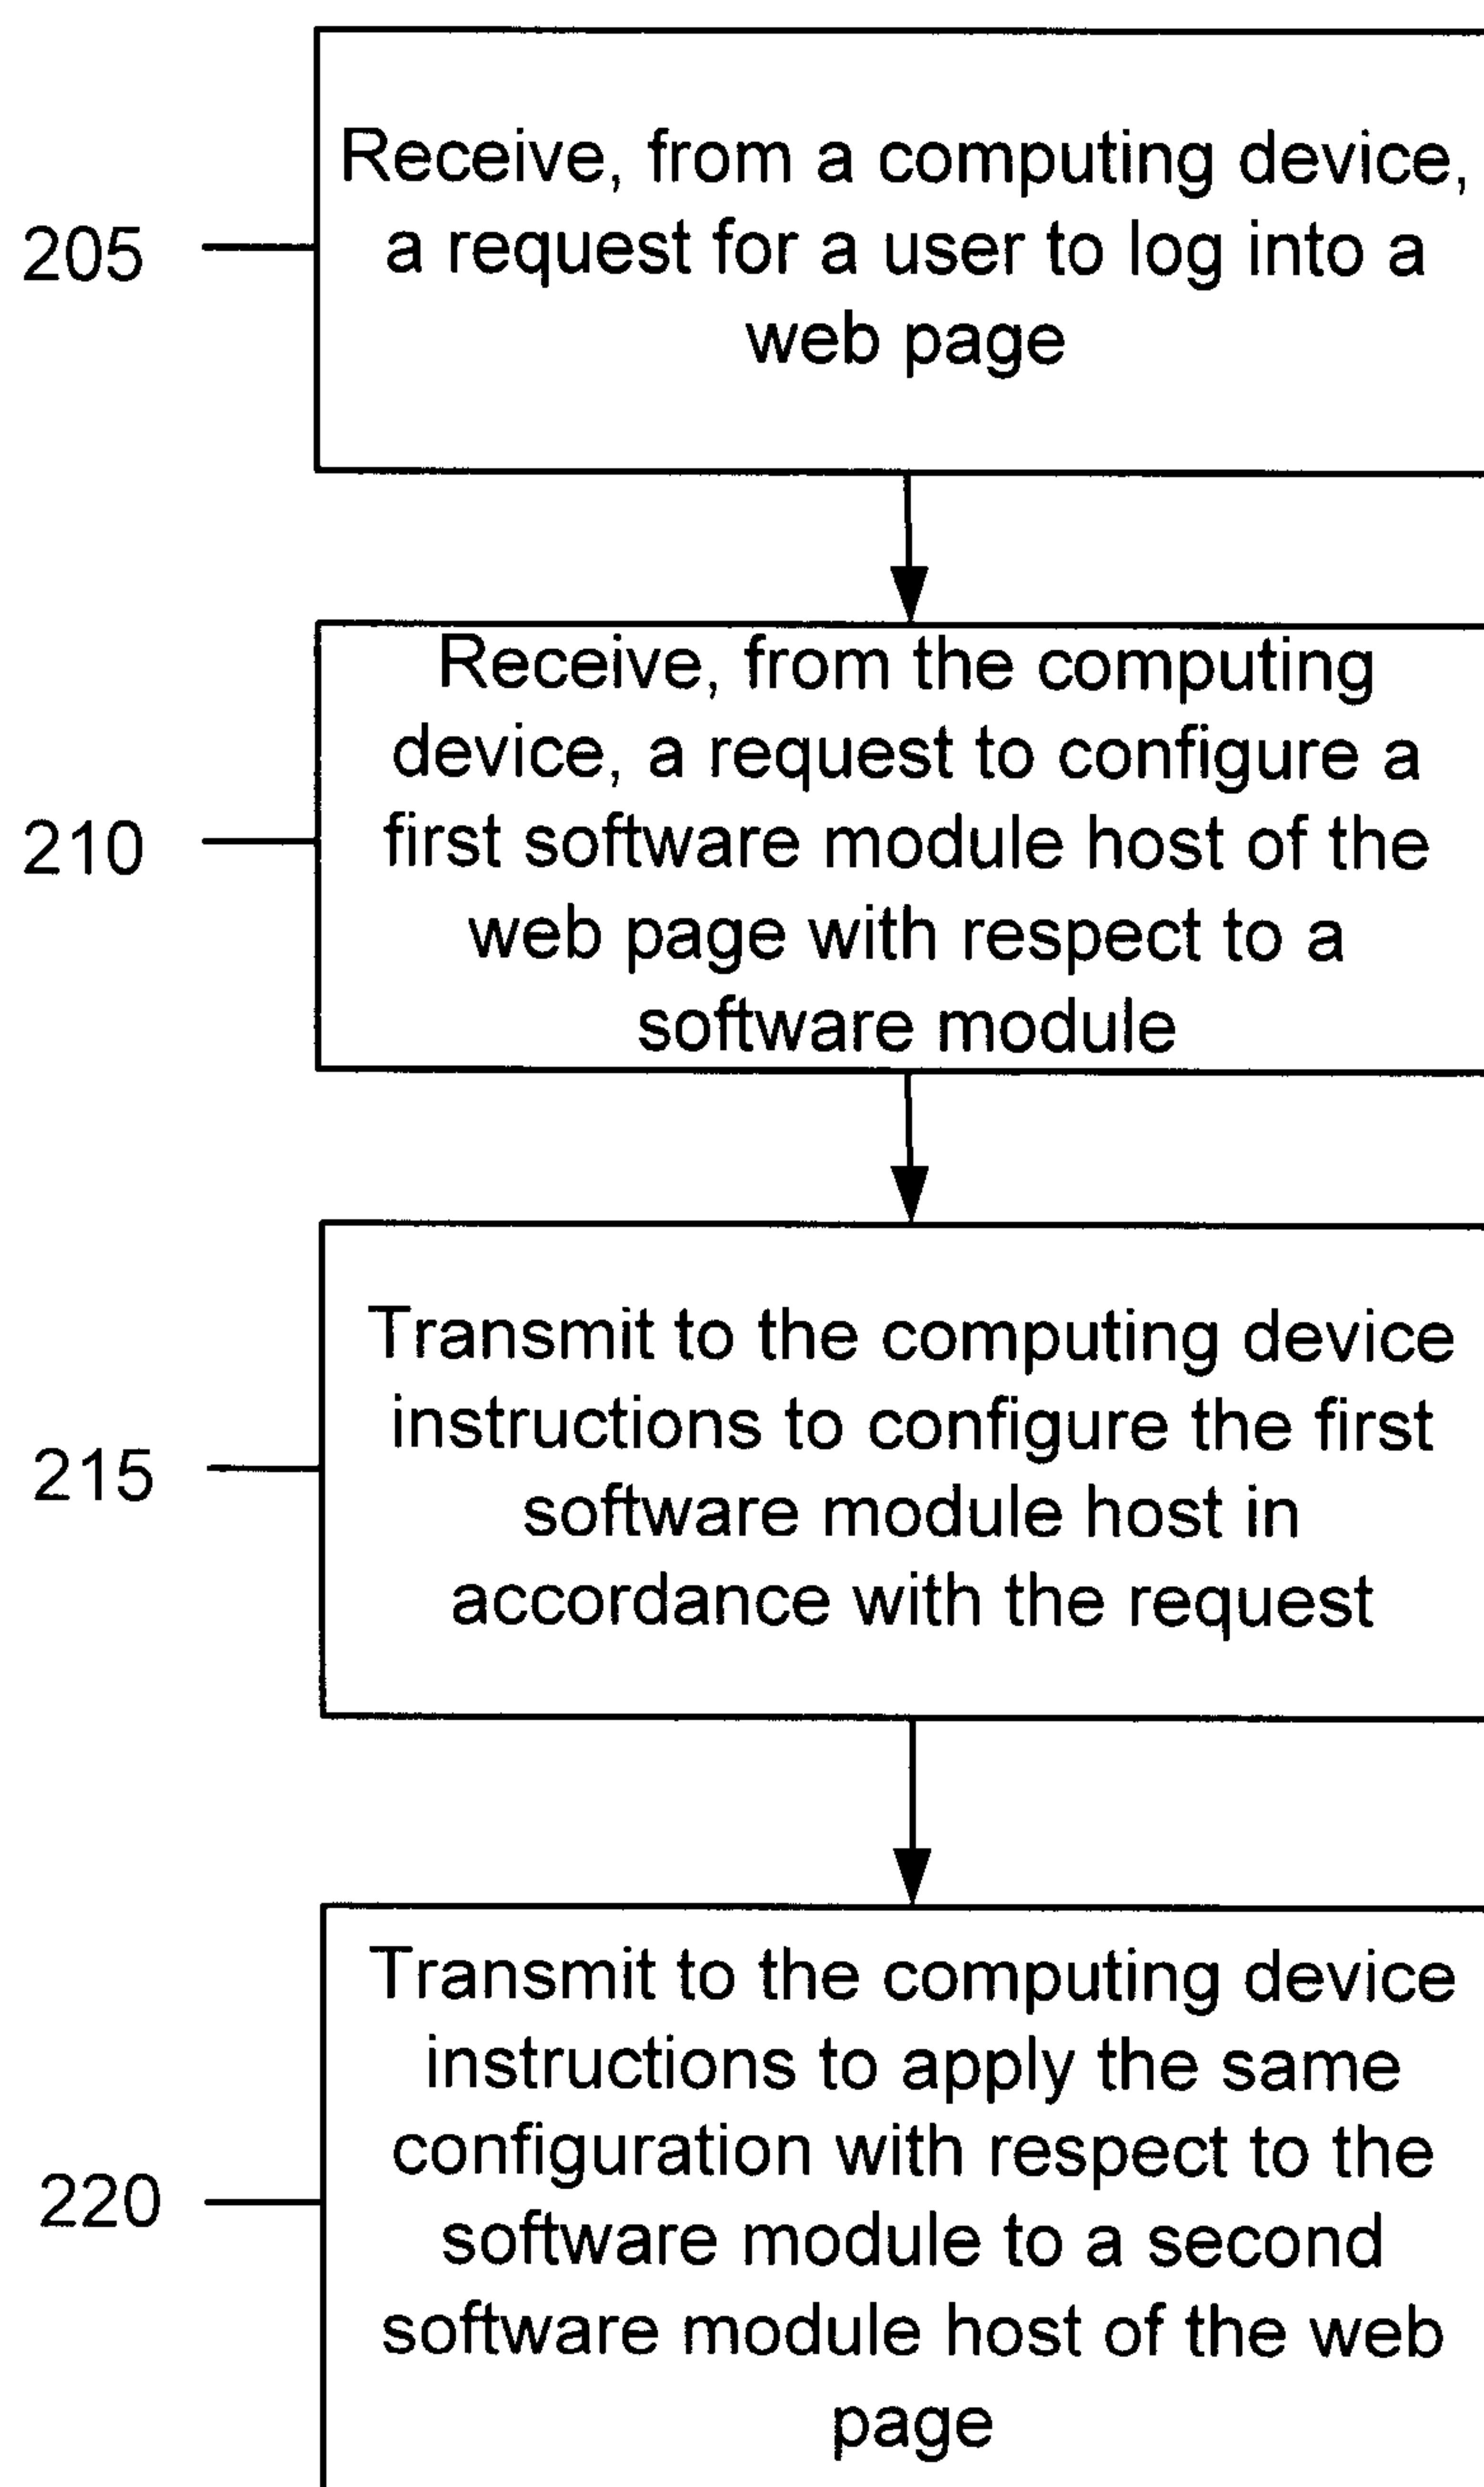 Receive, from a computing device,
205
a request for a user to log into a
web page
Receive, from the computing
device, a request to configure a
210
first software module host of the
web page with respect to a
software module
Transmit to the computing device
instructions to configure the first
215
software module host in
accordance with the request
Transmit to the computing device
instructions to apply the same
configuration with respect to the
220
software module to a second
software module host of the web
page